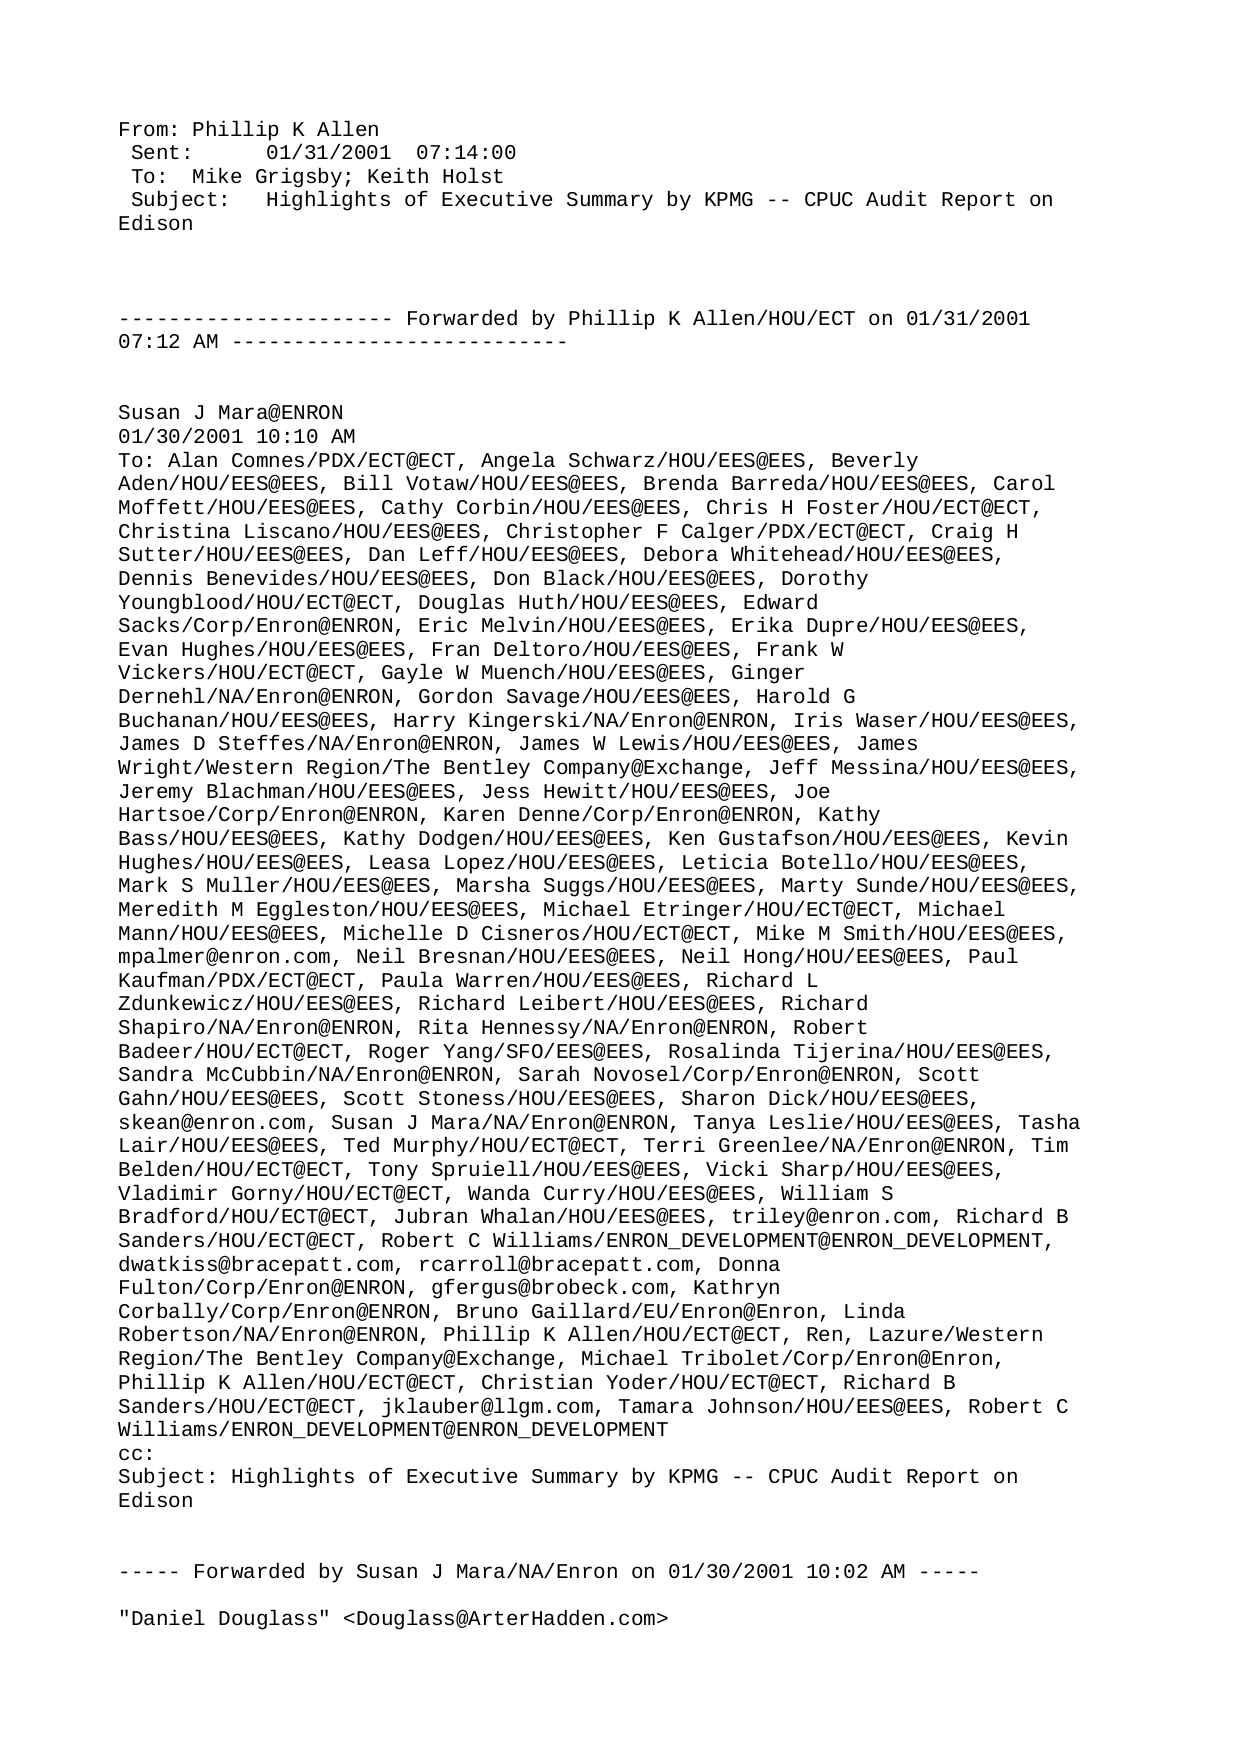 From: Phillip K Allen
Sent: 01/31/2001 07:14:00
To: Mike Grigsby; Keith Holst
Subject: Highlights of Executive Summary by KPMG -- CPUC Audit Report on
Edison
---------------------- Forwarded by Phillip K Allen/HOU/ECT on 01/31/2001
07:12 AM ---------------------------
Susan J Mara@ENRON
01/30/2001 10:10 AM
To: Alan Comnes/PDX/ECT@ECT, Angela Schwarz/HOU/EES@EES, Beverly
Aden/HOU/EES@EES, Bill Votaw/HOU/EES@EES, Brenda Barreda/HOU/EES@EES, Carol
Moffett/HOU/EES@EES, Cathy Corbin/HOU/EES@EES, Chris H Foster/HOU/ECT@ECT,
Christina Liscano/HOU/EES@EES, Christopher F Calger/PDX/ECT@ECT, Craig H
Sutter/HOU/EES@EES, Dan Leff/HOU/EES@EES, Debora Whitehead/HOU/EES@EES,
Dennis Benevides/HOU/EES@EES, Don Black/HOU/EES@EES, Dorothy
Youngblood/HOU/ECT@ECT, Douglas Huth/HOU/EES@EES, Edward
Sacks/Corp/Enron@ENRON, Eric Melvin/HOU/EES@EES, Erika Dupre/HOU/EES@EES,
Evan Hughes/HOU/EES@EES, Fran Deltoro/HOU/EES@EES, Frank W
Vickers/HOU/ECT@ECT, Gayle W Muench/HOU/EES@EES, Ginger
Dernehl/NA/Enron@ENRON, Gordon Savage/HOU/EES@EES, Harold G
Buchanan/HOU/EES@EES, Harry Kingerski/NA/Enron@ENRON, Iris Waser/HOU/EES@EES,
James D Steffes/NA/Enron@ENRON, James W Lewis/HOU/EES@EES, James
Wright/Western Region/The Bentley Company@Exchange, Jeff Messina/HOU/EES@EES,
Jeremy Blachman/HOU/EES@EES, Jess Hewitt/HOU/EES@EES, Joe
Hartsoe/Corp/Enron@ENRON, Karen Denne/Corp/Enron@ENRON, Kathy
Bass/HOU/EES@EES, Kathy Dodgen/HOU/EES@EES, Ken Gustafson/HOU/EES@EES, Kevin
Hughes/HOU/EES@EES, Leasa Lopez/HOU/EES@EES, Leticia Botello/HOU/EES@EES,
Mark S Muller/HOU/EES@EES, Marsha Suggs/HOU/EES@EES, Marty Sunde/HOU/EES@EES,
Meredith M Eggleston/HOU/EES@EES, Michael Etringer/HOU/ECT@ECT, Michael
Mann/HOU/EES@EES, Michelle D Cisneros/HOU/ECT@ECT, Mike M Smith/HOU/EES@EES,
mpalmer@enron.com, Neil Bresnan/HOU/EES@EES, Neil Hong/HOU/EES@EES, Paul
Kaufman/PDX/ECT@ECT, Paula Warren/HOU/EES@EES, Richard L
Zdunkewicz/HOU/EES@EES, Richard Leibert/HOU/EES@EES, Richard
Shapiro/NA/Enron@ENRON, Rita Hennessy/NA/Enron@ENRON, Robert
Badeer/HOU/ECT@ECT, Roger Yang/SFO/EES@EES, Rosalinda Tijerina/HOU/EES@EES,
Sandra McCubbin/NA/Enron@ENRON, Sarah Novosel/Corp/Enron@ENRON, Scott
Gahn/HOU/EES@EES, Scott Stoness/HOU/EES@EES, Sharon Dick/HOU/EES@EES,
skean@enron.com, Susan J Mara/NA/Enron@ENRON, Tanya Leslie/HOU/EES@EES, Tasha
Lair/HOU/EES@EES, Ted Murphy/HOU/ECT@ECT, Terri Greenlee/NA/Enron@ENRON, Tim
Belden/HOU/ECT@ECT, Tony Spruiell/HOU/EES@EES, Vicki Sharp/HOU/EES@EES,
Vladimir Gorny/HOU/ECT@ECT, Wanda Curry/HOU/EES@EES, William S
Bradford/HOU/ECT@ECT, Jubran Whalan/HOU/EES@EES, triley@enron.com, Richard B
Sanders/HOU/ECT@ECT, Robert C Williams/ENRON_DEVELOPMENT@ENRON_DEVELOPMENT,
dwatkiss@bracepatt.com, rcarroll@bracepatt.com, Donna
Fulton/Corp/Enron@ENRON, gfergus@brobeck.com, Kathryn
Corbally/Corp/Enron@ENRON, Bruno Gaillard/EU/Enron@Enron, Linda
Robertson/NA/Enron@ENRON, Phillip K Allen/HOU/ECT@ECT, Ren, Lazure/Western
Region/The Bentley Company@Exchange, Michael Tribolet/Corp/Enron@Enron,
Phillip K Allen/HOU/ECT@ECT, Christian Yoder/HOU/ECT@ECT, Richard B
Sanders/HOU/ECT@ECT, jklauber@llgm.com, Tamara Johnson/HOU/EES@EES, Robert C
Williams/ENRON_DEVELOPMENT@ENRON_DEVELOPMENT
cc:
Subject: Highlights of Executive Summary by KPMG -- CPUC Audit Report on
Edison
----- Forwarded by Susan J Mara/NA/Enron on 01/30/2001 10:02 AM -----
"Daniel Douglass" <Douglass@ArterHadden.com>